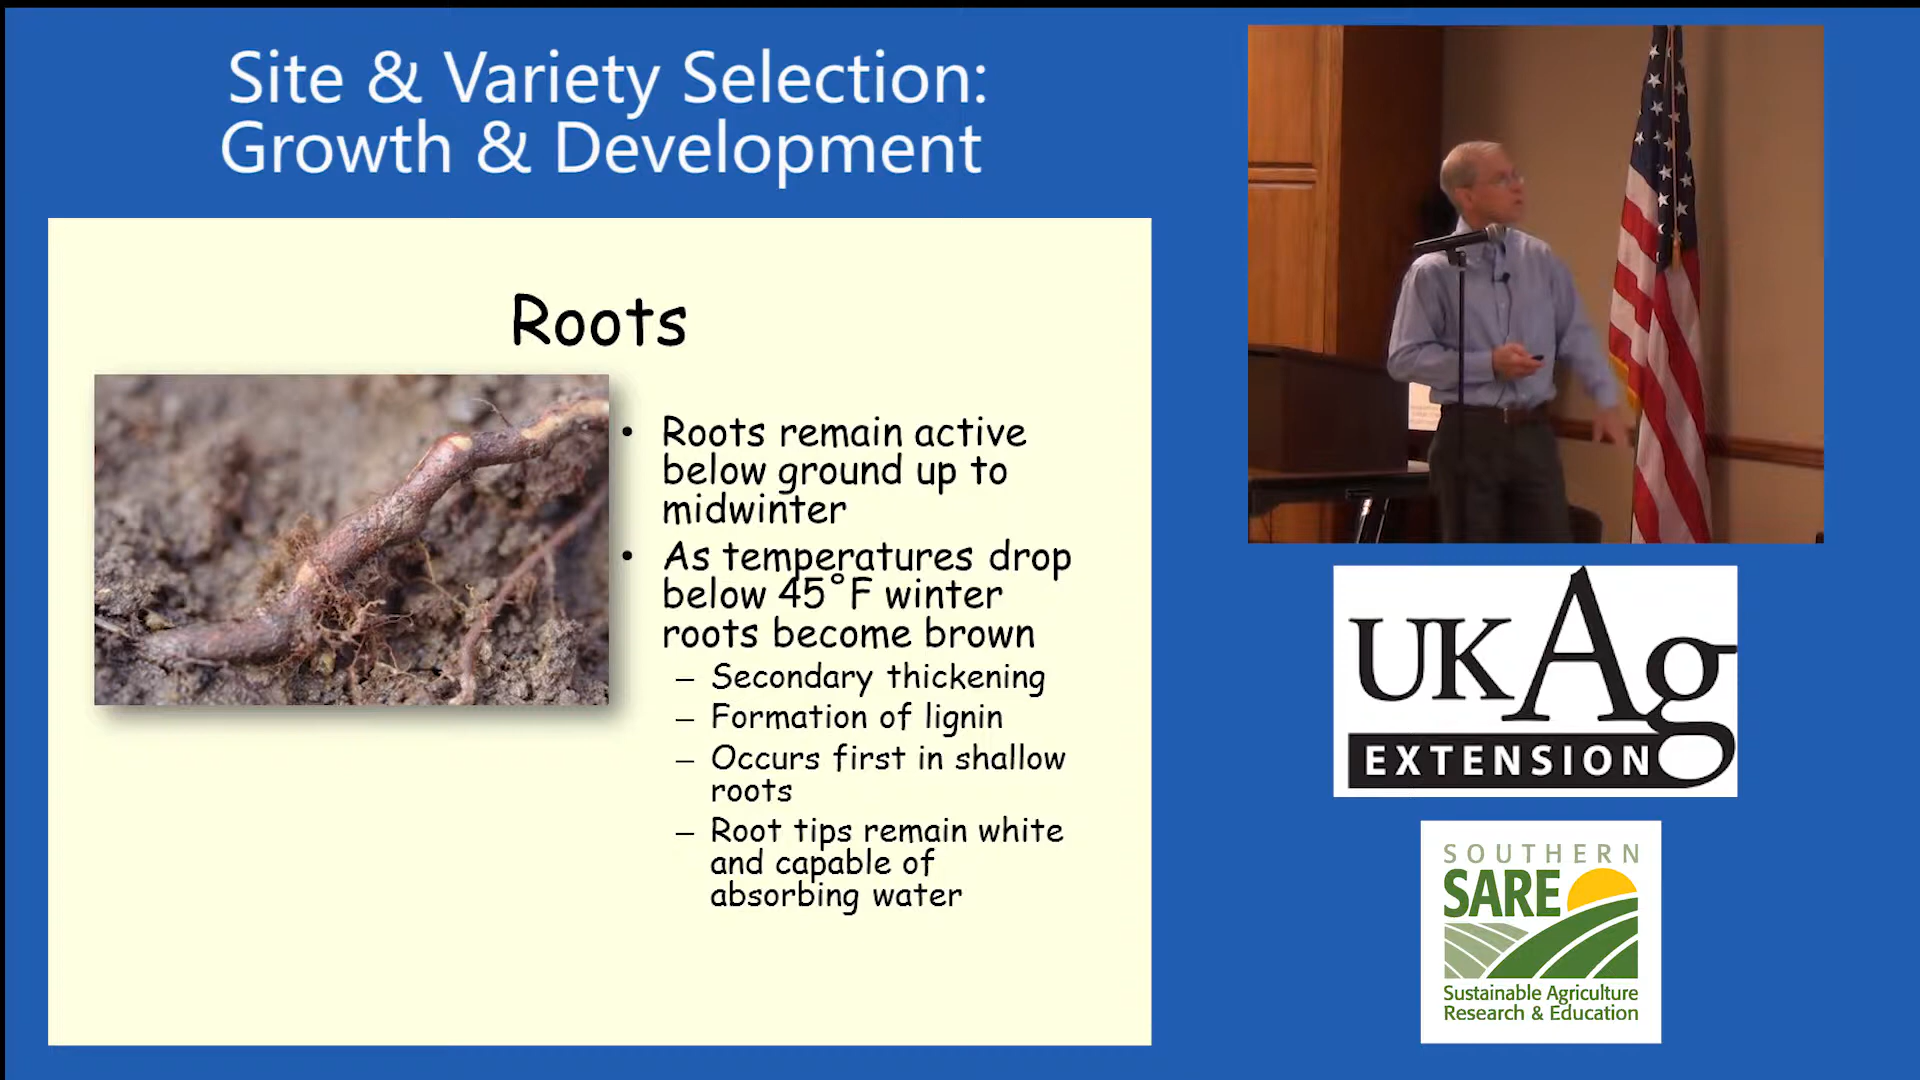 Site & Variety Selection:
Growth & Development
Roots
• Roots remain active
below ground up to
midwinter
• As temperatures drop
below 45°F winter
roots become brown
– Secondary thickening
– Formation of lignin
– Occurs first in shallow
roots
– Root tips remain white
and capable of
absorbing water
UKAg
EXTENSION
SOUTHERN
SARE
Sustainable Agriculture
Research & Education